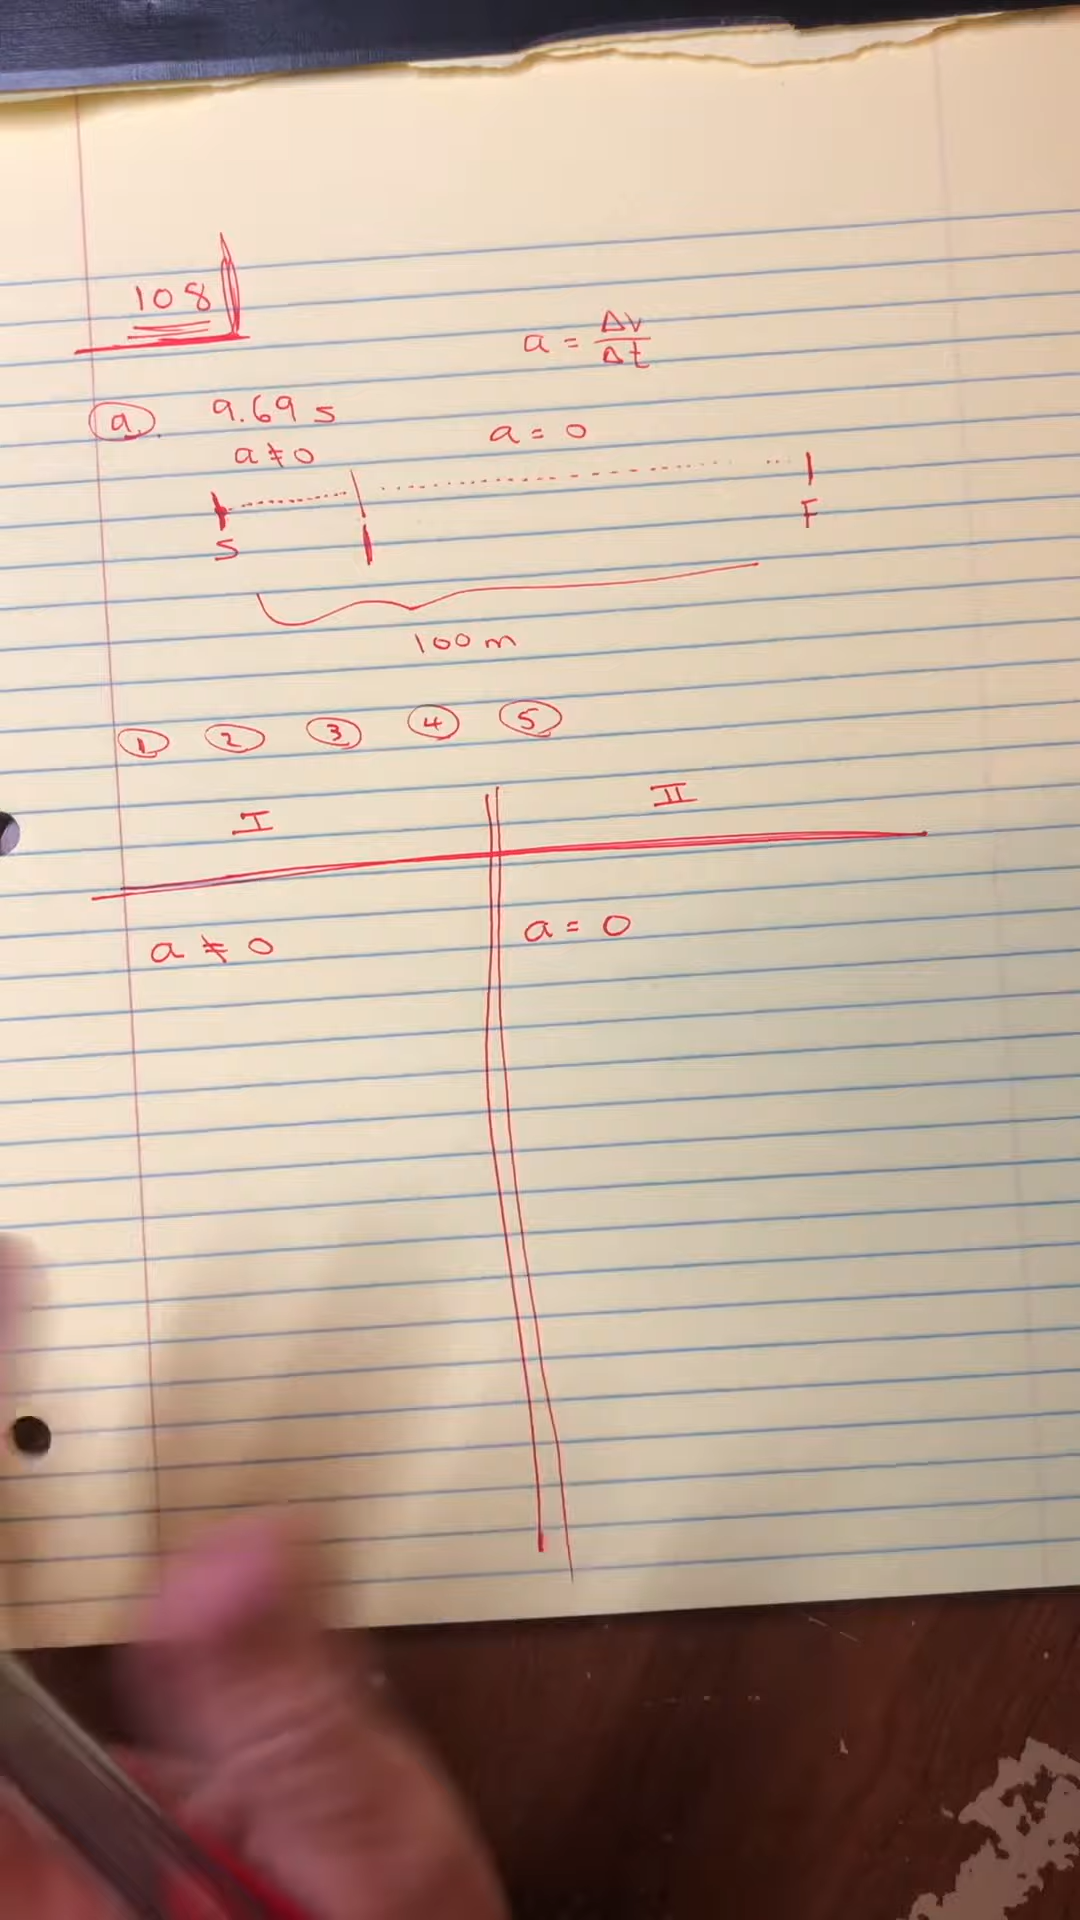 108
a = Δv/Δt
a. 9.69 s
a ≠ 0 a = 0
S F
100 m
1 2 3 4 5
I II
a ≠ 0 a = 0